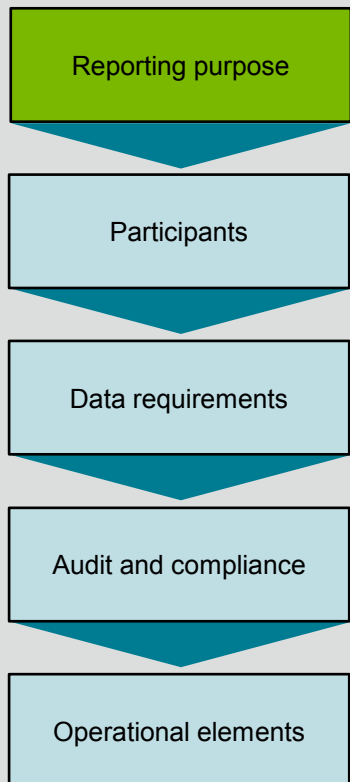 Reporting purpose
Participants
Data requirements
Audit and compliance
Operational elements